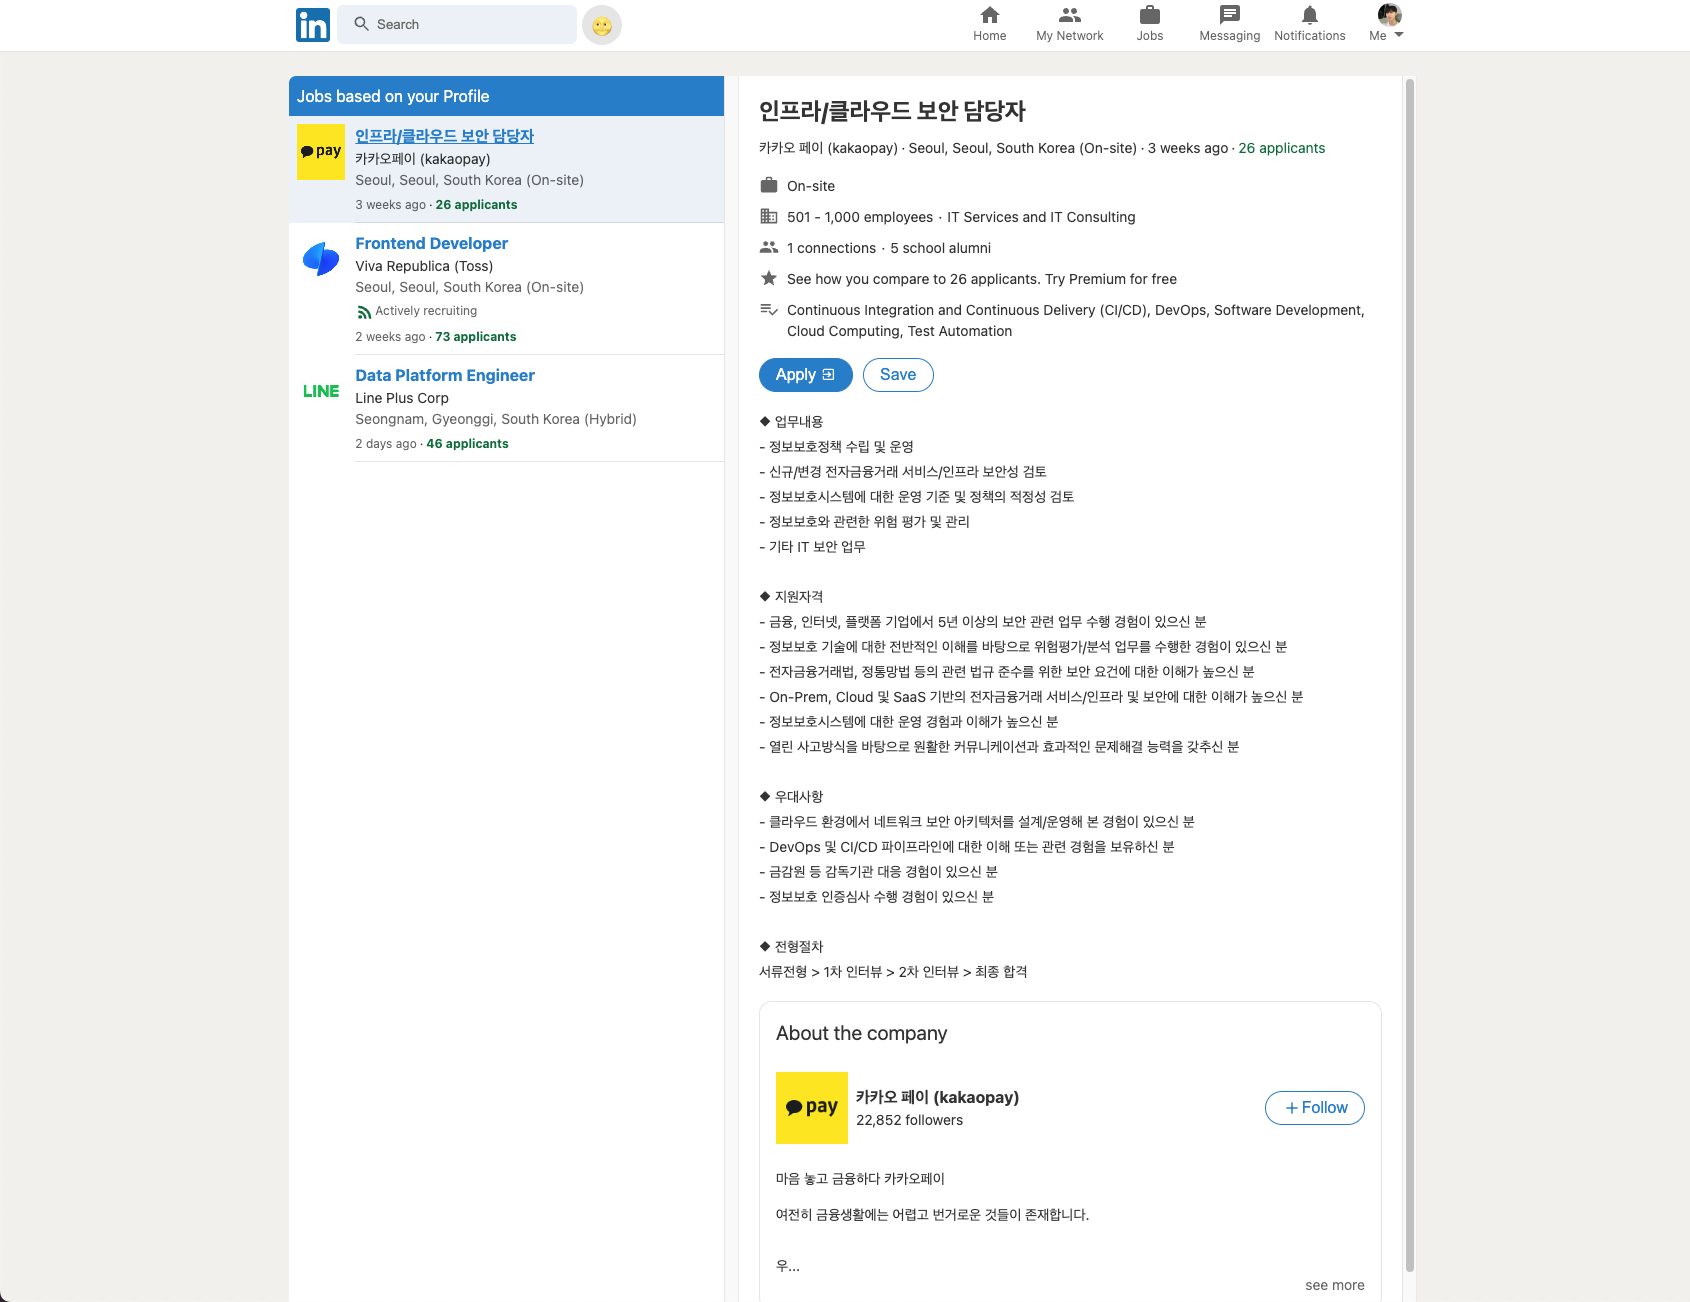 in
Search
Home
My Network
Jobs
Messaging
Notifications
Me
Jobs based on your Profile
pay
인프라/클라우드 보안 담당자
카카오페이 (kakaopay)
Seoul, Seoul, South Korea (On-site)
3 weeks ago · 26 applicants
Frontend Developer
Viva Republica (Toss)
Seoul, Seoul, South Korea (On-site)
Actively recruiting
2 weeks ago · 73 applicants
LINE
Data Platform Engineer
Line Plus Corp
Seongnam, Gyeonggi, South Korea (Hybrid)
2 days ago · 46 applicants
인프라/클라우드 보안 담당자
카카오 페이 (kakaopay) · Seoul, Seoul, South Korea (On-site) · 3 weeks ago · 26 applicants
On-site
501 - 1,000 employees · IT Services and IT Consulting
1 connections · 5 school alumni
See how you compare to 26 applicants. Try Premium for free
Continuous Integration and Continuous Delivery (CI/CD), DevOps, Software Development,
Cloud Computing, Test Automation
Apply
Save
◆ 업무내용
- 정보보호정책 수립 및 운영
- 신규/변경 전자금융거래 서비스/인프라 보안성 검토
- 정보보호시스템에 대한 운영 기준 및 정책의 적정성 검토
- 정보보호와 관련한 위험 평가 및 관리
- 기타 IT 보안 업무
◆ 지원자격
- 금융, 인터넷, 플랫폼 기업에서 5년 이상의 보안 관련 업무 수행 경험이 있으신 분
- 정보보호 기술에 대한 전반적인 이해를 바탕으로 위험평가/분석 업무를 수행한 경험이 있으신 분
- 전자금융거래법, 정통망법 등의 관련 법규 준수를 위한 보안 요건에 대한 이해가 높으신 분
- On-Prem, Cloud 및 SaaS 기반의 전자금융거래 서비스/인프라 및 보안에 대한 이해가 높으신 분
- 정보보호시스템에 대한 운영 경험과 이해가 높으신 분
- 열린 사고방식을 바탕으로 원활한 커뮤니케이션과 효과적인 문제해결 능력을 갖추신 분
◆ 우대사항
- 클라우드 환경에서 네트워크 보안 아키텍처를 설계/운영해 본 경험이 있으신 분
- DevOps 및 CI/CD 파이프라인에 대한 이해 또는 관련 경험을 보유하신 분
- 금감원 등 감독기관 대응 경험이 있으신 분
- 정보보호 인증심사 수행 경험이 있으신 분
◆ 전형절차
서류전형 > 1차 인터뷰 > 2차 인터뷰 > 최종 합격
About the company
pay
카카오 페이 (kakaopay)
22,852 followers
+ Follow
마음 놓고 금융하다 카카오페이
여전히 금융생활에는 어렵고 번거로운 것들이 존재합니다.
우...
see more